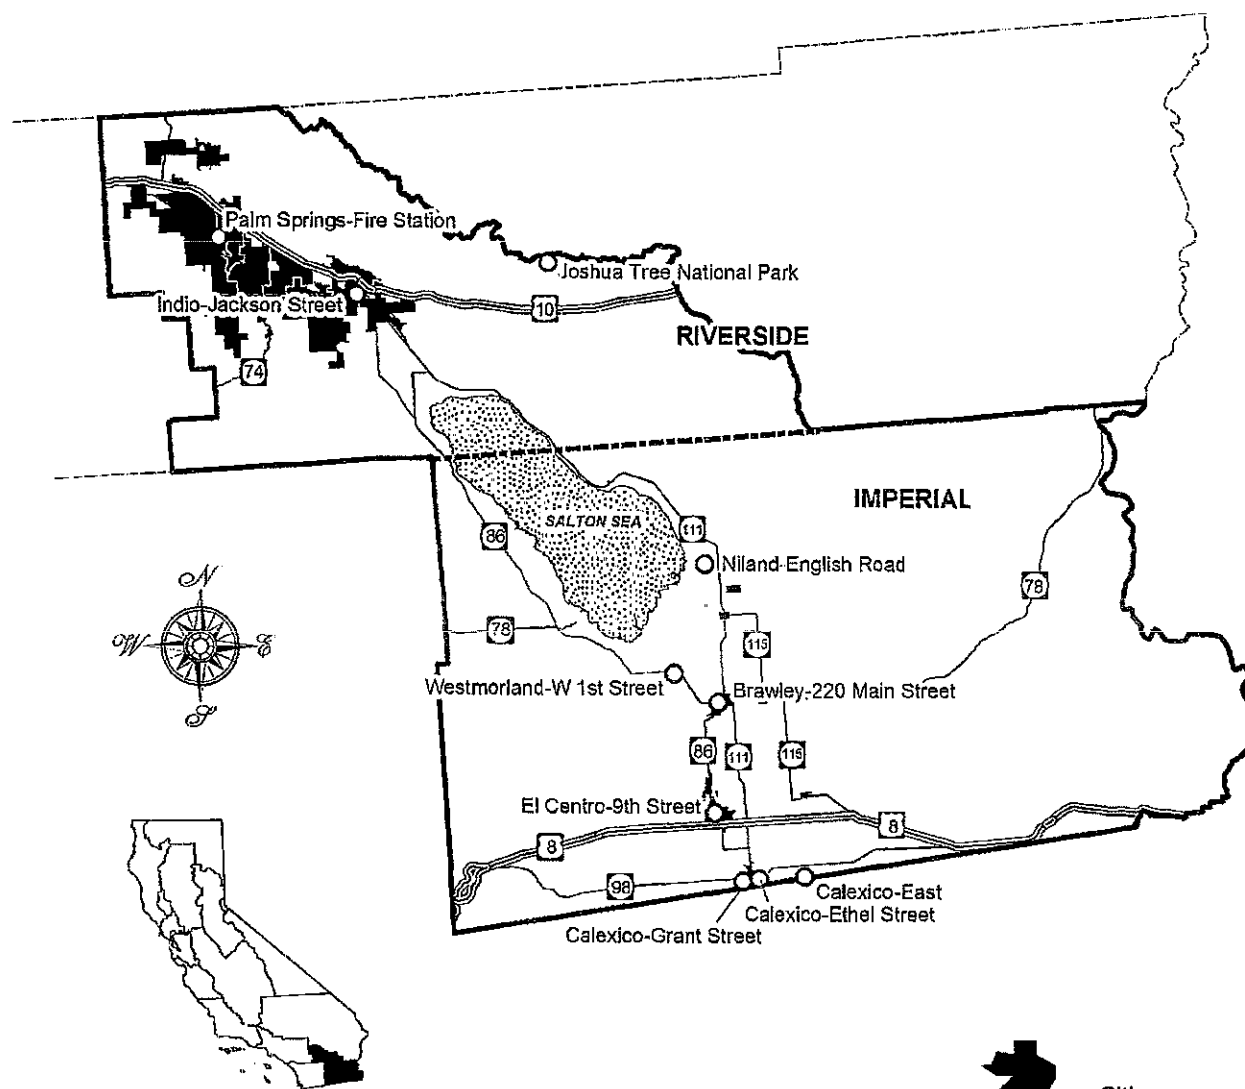 Palm Springs-Fire Station
Joshua Tree National Park
Indio-Jackson Street
10
RIVERSIDE
74
IMPERIAL
SALTON SEA
111
86
Niland-English Road
N
78
W
E
78
115
S
Westmorland-W 1st Street
Brawley-220 Main Street
86
111
115
El Centro-9th Street
8
8
98
Calexico-East
Calexico-Ethel Street
Calexico-Grant Street